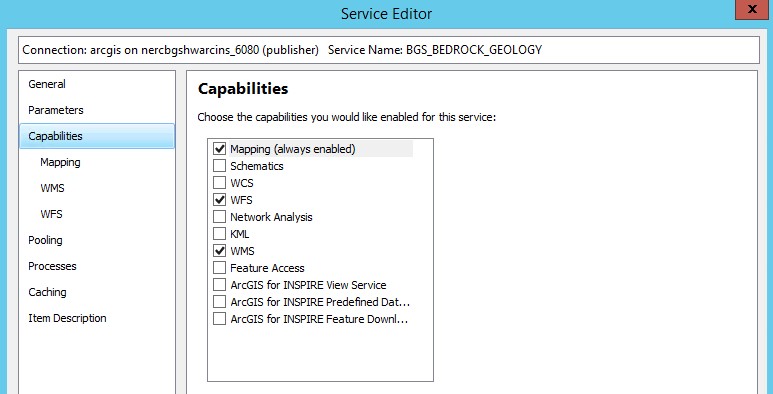 Service Editor
x
Connection: arcgis on nercbgshwarcins_6080 (publisher) Service Name: BGS_BEDROCK_GEOLOGY
General
Parameters
Capabilities
Mapping
WMS
WFS
Pooling
Processes
Caching
Item Description
Capabilities
Choose the capabilities you would like enabled for this service:
Mapping (always enabled)
Schematics
WCS
WFS
Network Analysis
KML
WMS
Feature Access
ArcGIS for INSPIRE View Service
ArcGIS for INSPIRE Predefined Dat...
ArcGIS for INSPIRE Feature Downl...